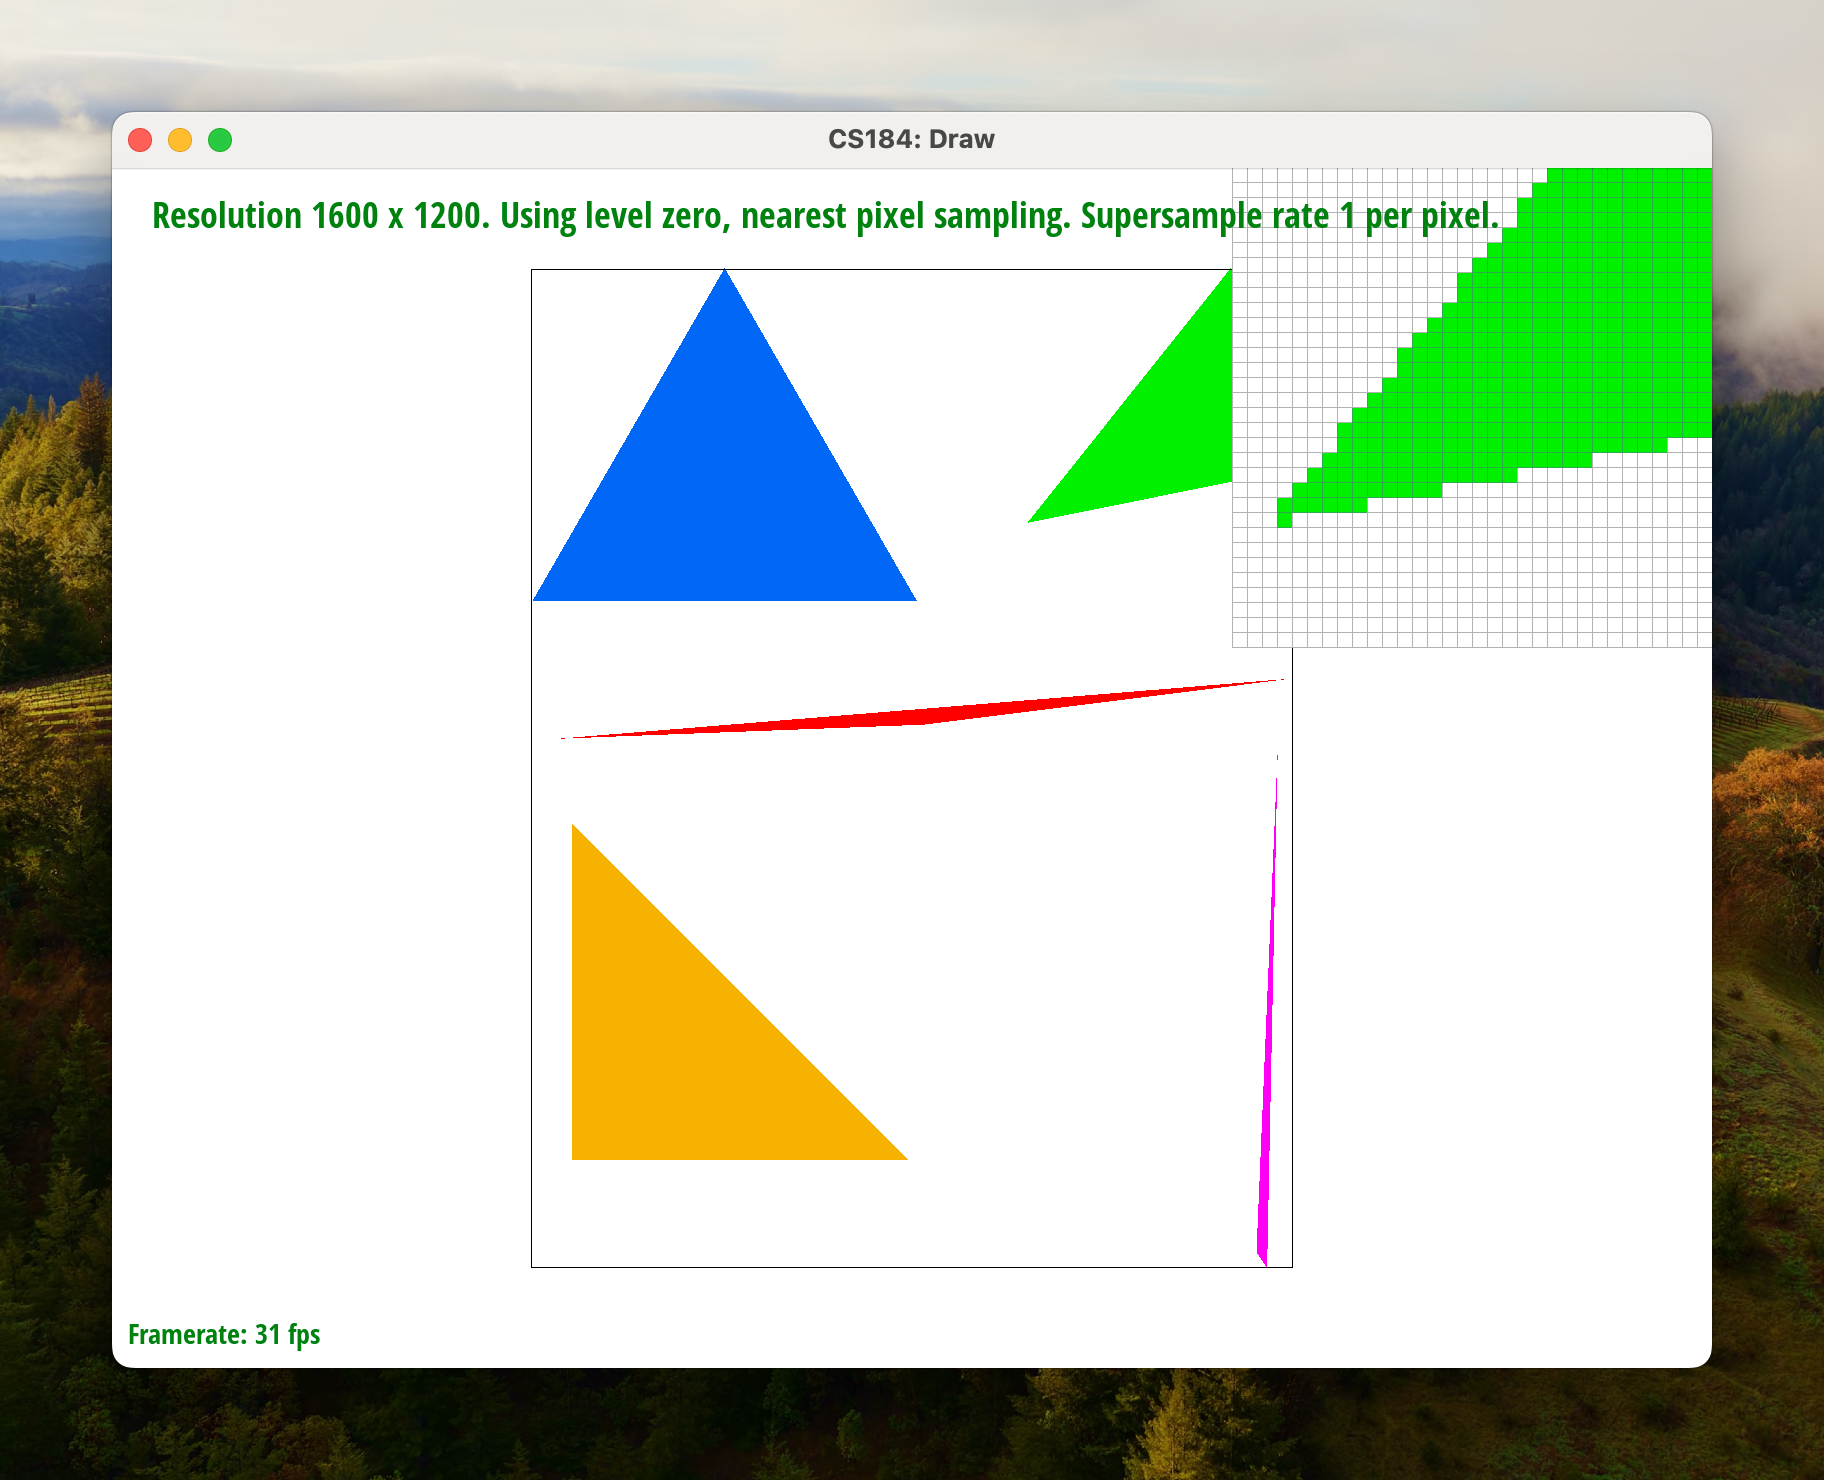 CS184: Draw
Resolution 1600 x 1200. Using level zero, nearest pixel sampling. Supersample rate 1 per pixel.
Framerate: 31 fps